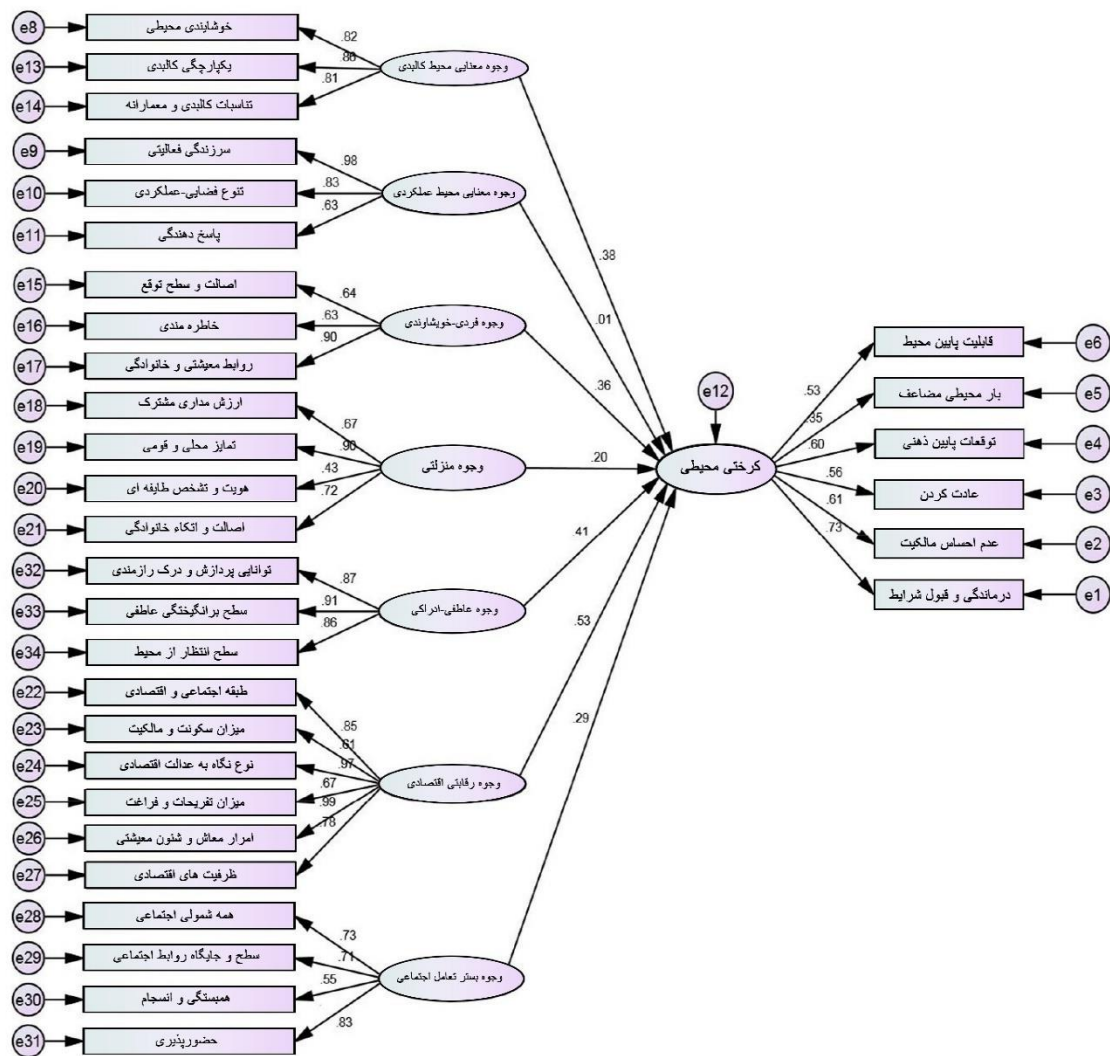 e8 خوشایندی محیطی
e13 یکپارچگی کالبدی
e14 تناسبات کالبدی و معمارانه
.82
.86
.81
وجوه معنایی محیط کالبدی
e9 سرزندگی فعالیتی
e10 تنوع فضایی-عملکردی
e11 پاسخ دهندگی
.98
.83
.63
وجوه معنایی محیط عملکردی
e15 اصالت و سطح توقع
e16 خاطره مندی
e17 روابط معیشتی و خانوادگی
.64
.63
.90
وجوه فردی-خویشاوندی
e18 ارزش مداری مشترک
e19 تمایز محلی و قومی
e20 هویت و تشخص طایفه ای
e21 اصالت و اتکاء خانوادگی
.67
.90
.43
.72
وجوه منزلتی
e32 توانایی پردازش و درک رازمندی
e33 سطح برانگیختگی عاطفی
e34 سطح انتظار از محیط
.87
.91
.86
وجوه عاطفی-ادراکی
e22 طبقه اجتماعی و اقتصادی
e23 میزان سکونت و مالکیت
e24 نوع نگاه به عدالت اقتصادی
e25 میزان تفریحات و فراغت
e26 امرار معاش و شئون معیشتی
e27 ظرفیت های اقتصادی
.85
.61
.97
.67
.99
.78
وجوه رقابتی اقتصادی
e28 همه شمولی اجتماعی
e29 سطح و جایگاه روابط اجتماعی
e30 همبستگی و انسجام
e31 حضورپذیری
.73
.71
.55
.83
وجوه بستر تعامل اجتماعی
.38
.01
.36
.20
.41
.53
.29
e12
کرختی محیطی
.53
.35
.60
.56
.61
.73
قابلیت پایین محیط e6
بار محیطی مضاعف e5
توقعات پایین ذهنی e4
عادت کردن e3
عدم احساس مالکیت e2
درماندگی و قبول شرایط e1